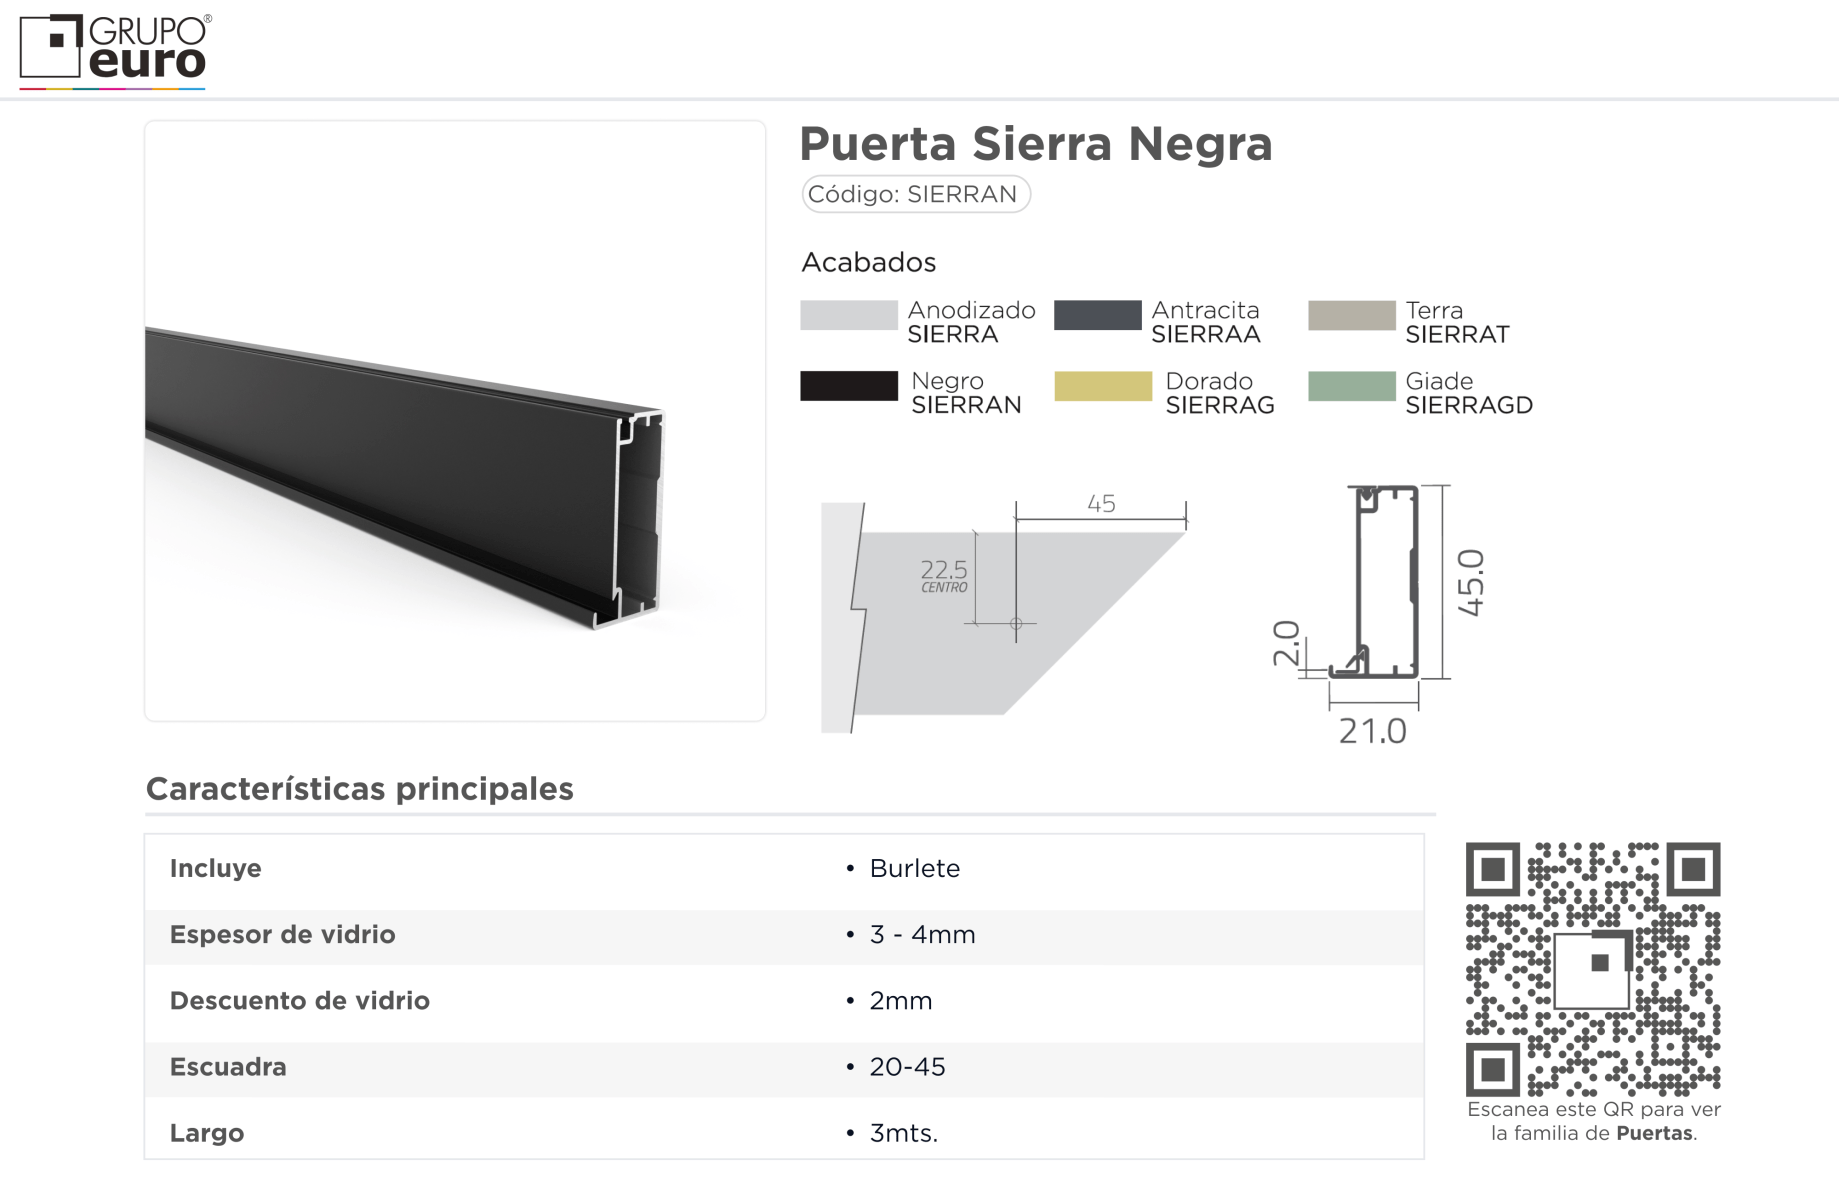 GRUPO®
euro
Puerta Sierra Negra
Código: SIERRAN
Acabados
Anodizado
SIERRA
Antracita
SIERRAA
Terra
SIERRAT
Negro
SIERRAN
Dorado
SIERRAG
Giade
SIERRAGD
45
22.5
CENTRO
45.0
2.0
21.0
Características principales
Incluye
• Burlete
Espesor de vidrio
• 3 - 4mm
Descuento de vidrio
• 2mm
Escuadra
• 20-45
Largo
• 3mts.
Escanea este QR para ver
la familia de Puertas.